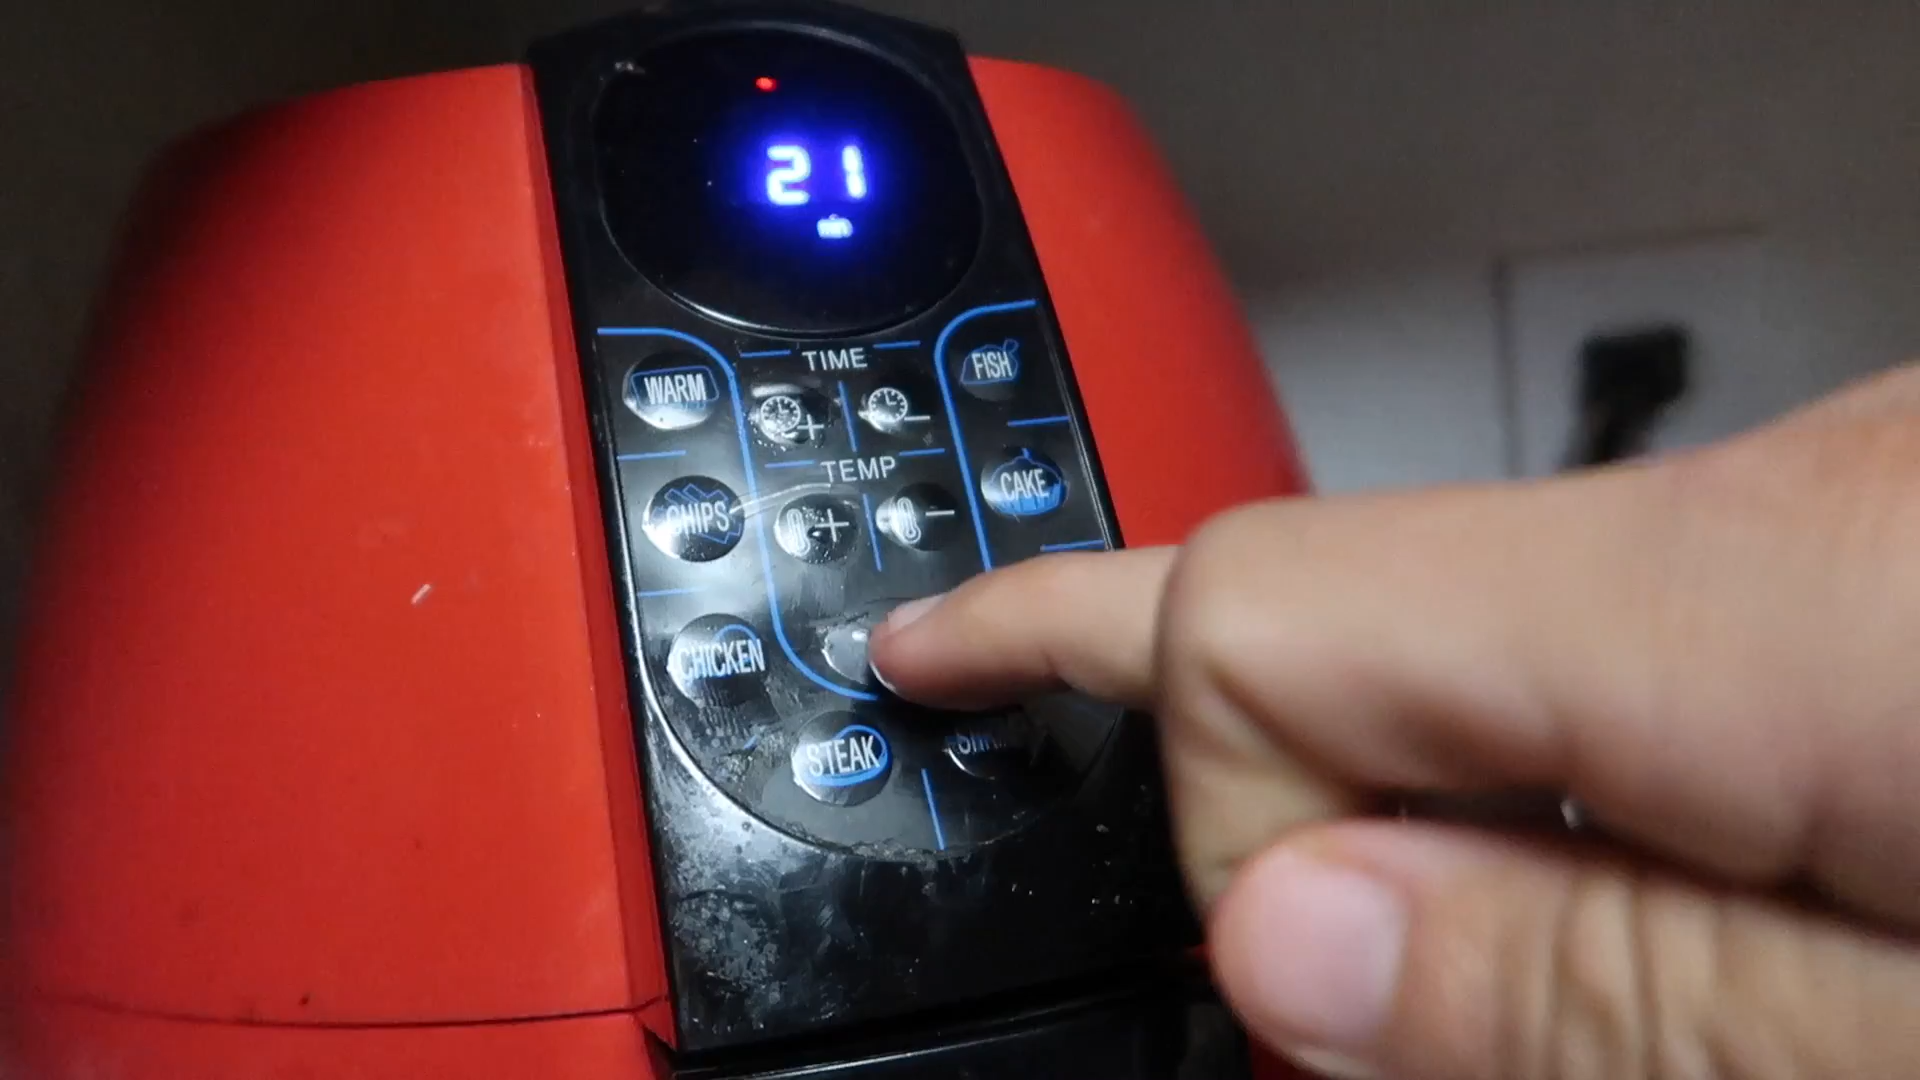 21
min
TIME
WARM
FISH
TEMP
CHIPS
CAKE
CHICKEN
STEAK